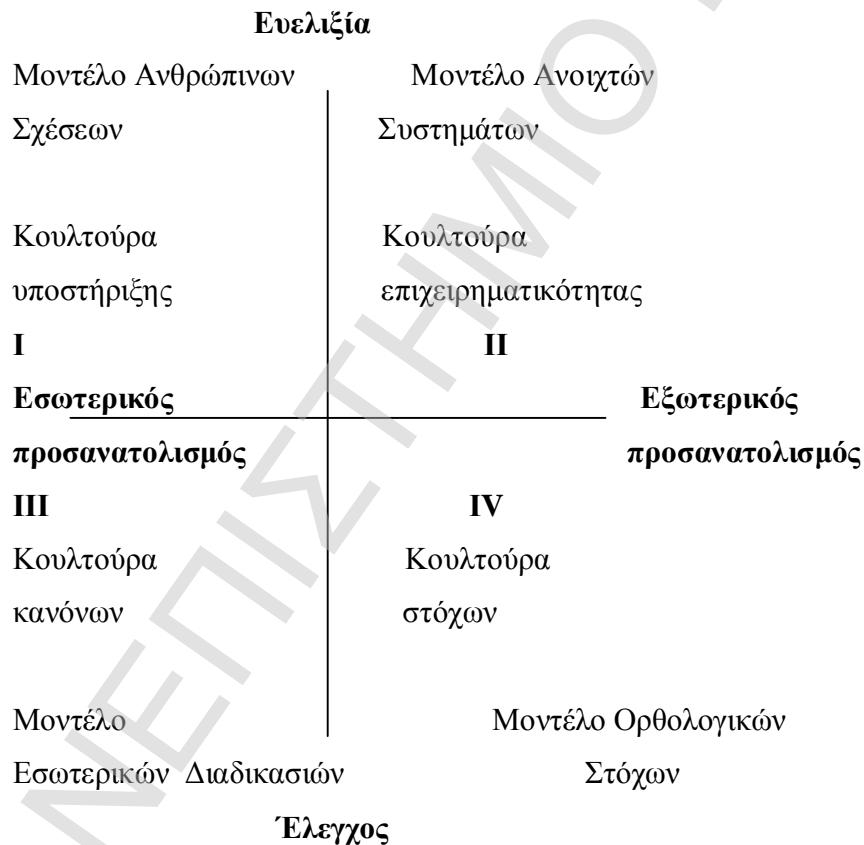 Ευελιξία
Μοντέλο Ανθρώπινων Μοντέλο Ανοιχτών
Σχέσεων Συστημάτων
Κουλτούρα Κουλτούρα
υποστήριξης επιχειρηματικότητας
I II
Εσωτερικός Εξωτερικός
προσανατολισμός προσανατολισμός
III IV
Κουλτούρα Κουλτούρα
κανόνων στόχων
Μοντέλο Μοντέλο Ορθολογικών
Εσωτερικών Διαδικασιών Στόχων
Έλεγχος
ΝΕΠΙΣΤΗΜΙΟ